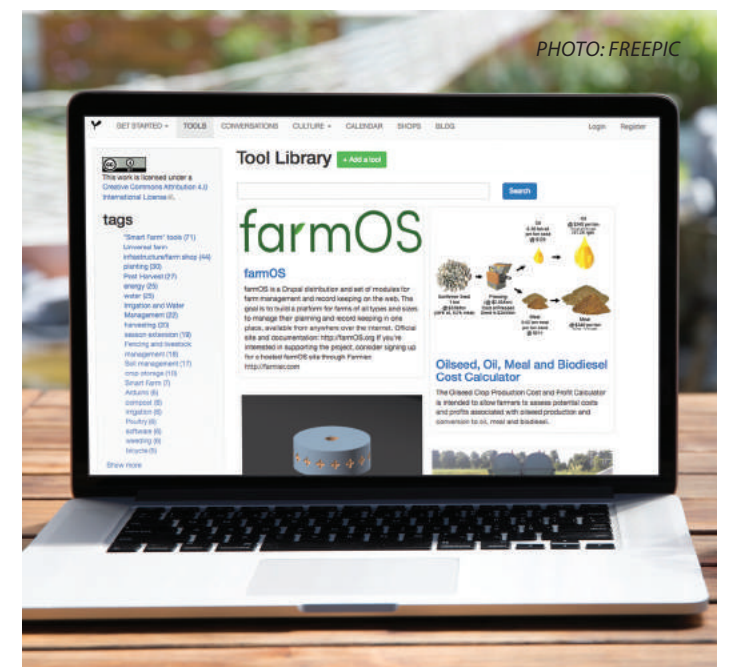 PHOTO: FREEPIC
GET STARTED TOOLS CONVERSATIONS CULTURE CALENDAR SHOPS BLOG Login Register
Tool Library + Add a tool
This work is licensed under a
Creative Commons Attribution 4.0
International License
Search
tags
"Smart Farm" tools (71)
Universal farm
infrastructure/farm shop (44)
planting (30)
Post Harvest (27)
energy (25)
water (25)
Irrigation and Water
Management (22)
harvesting (20)
season extension (19)
Fencing and livestock
management (18)
Soil management (17)
crop storage (10)
Smart Farm (7)
Arduino (6)
compost (6)
irrigation (6)
Poultry (6)
software (6)
weeding (6)
bicycle (5)
Show more
farmOS
farmOS
farmOS is a Drupal distribution and set of modules for
farm management and record keeping on the web. The
goal is to build a platform for farms of all types and sizes
to manage their planning and record keeping in one
place, available from anywhere over the internet. Official
site and documentation: http://farmOS.org If you're
interested in supporting the project, consider signing up
for a hosted farmOS site through Farmier:
http://farmier.com
Oil
Oil
Sunflower Seed
Pressing
Meal
Meal
Oilseed, Oil, Meal and Biodiesel
Cost Calculator
The Oilseed Crop Production Cost and Profit Calculator
is intended to allow farmers to assess potential costs
and profits associated with oilseed production and
conversion to oil, meal and biodiesel.